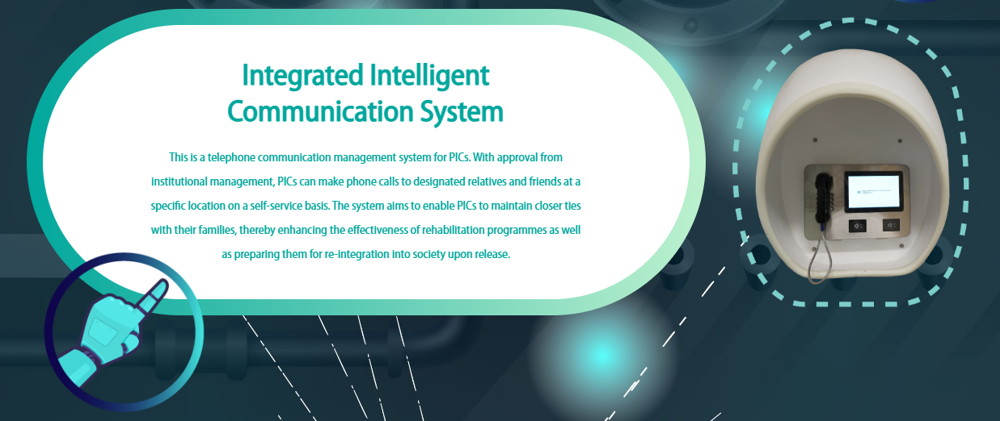 Integrated Intelligent
Communication System
This is a telephone communication management system for PICs. With approval from
institutional management, PICs can make phone calls to designated relatives and friends at a
specific location on a self-service basis. The system aims to enable PICs to maintain closer ties
with their families, thereby enhancing the effectiveness of rehabilitation programmes as well
as preparing them for re-integration into society upon release.